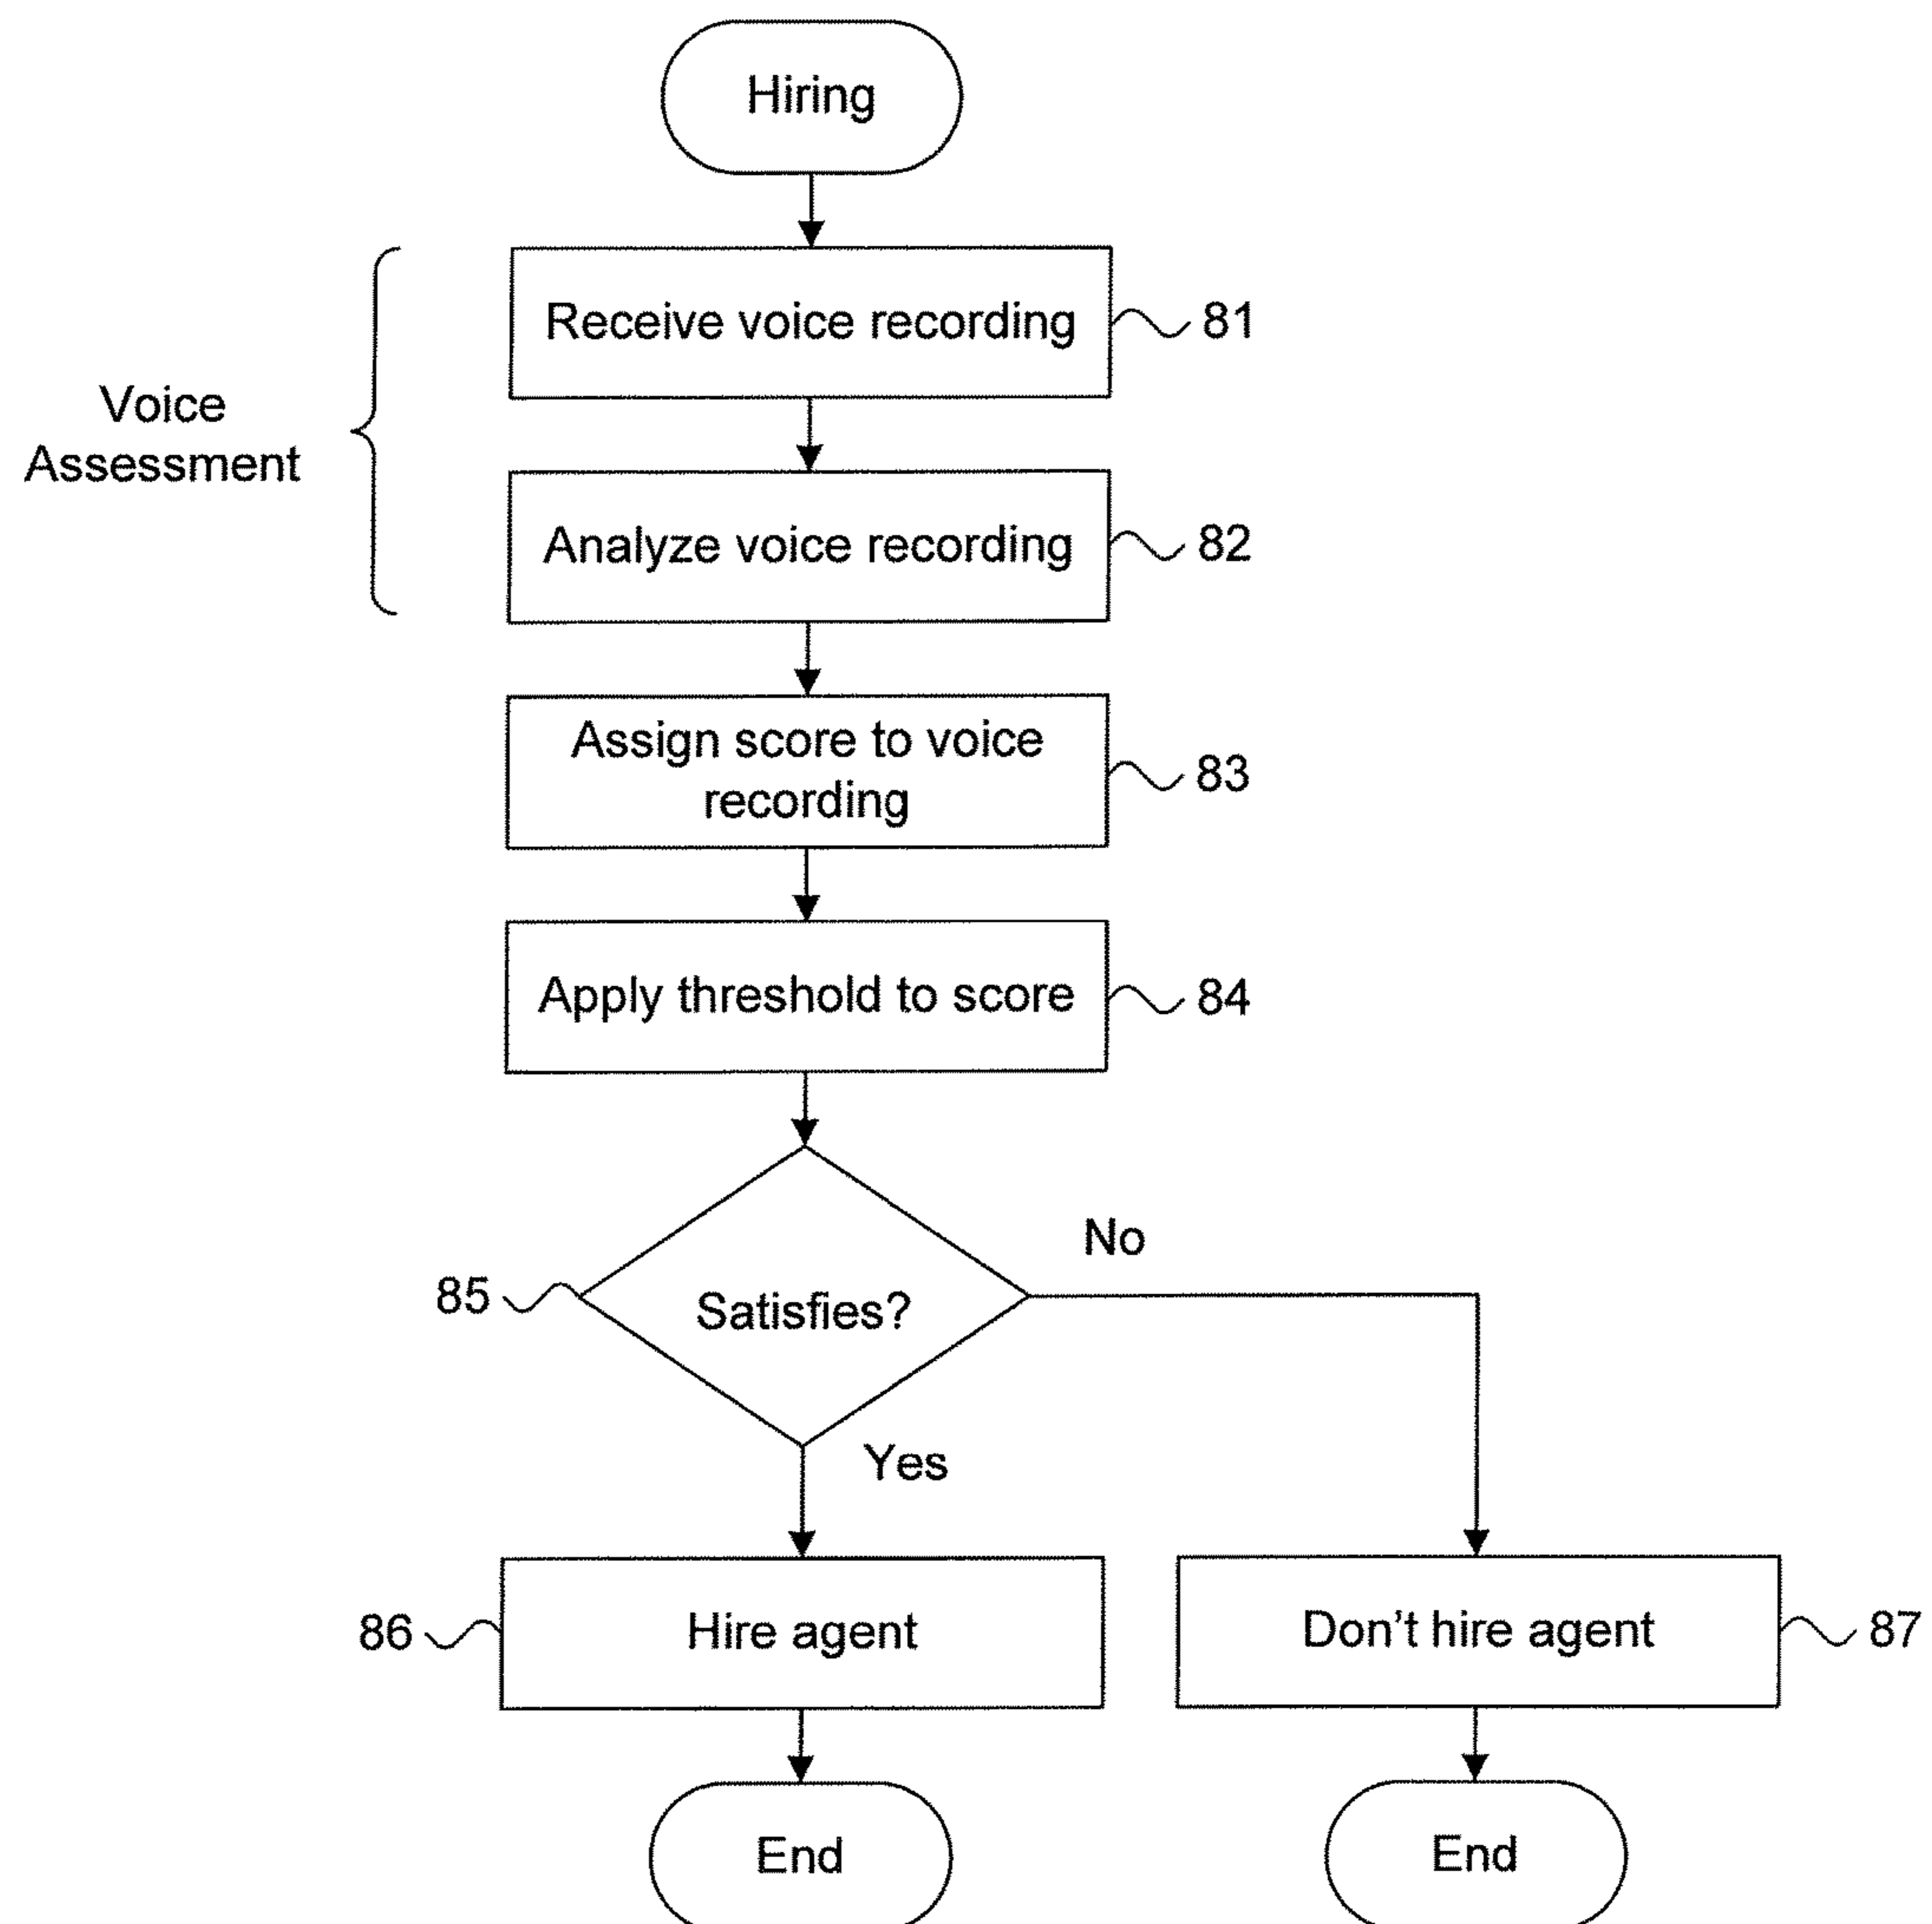 Hiring
Receive voice recording
81
Voice
Assessment
Analyze voice recording
82
Assign score to voice
recording
83
Apply threshold to score
84
85
Satisfies?
No
Yes
86
Hire agent
Don't hire agent
87
End
End